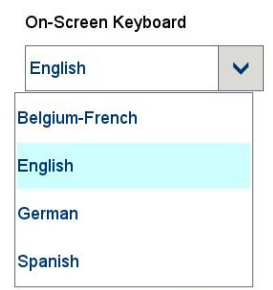 On-Screen Keyboard
English
Belgium-French
English
German
Spanish